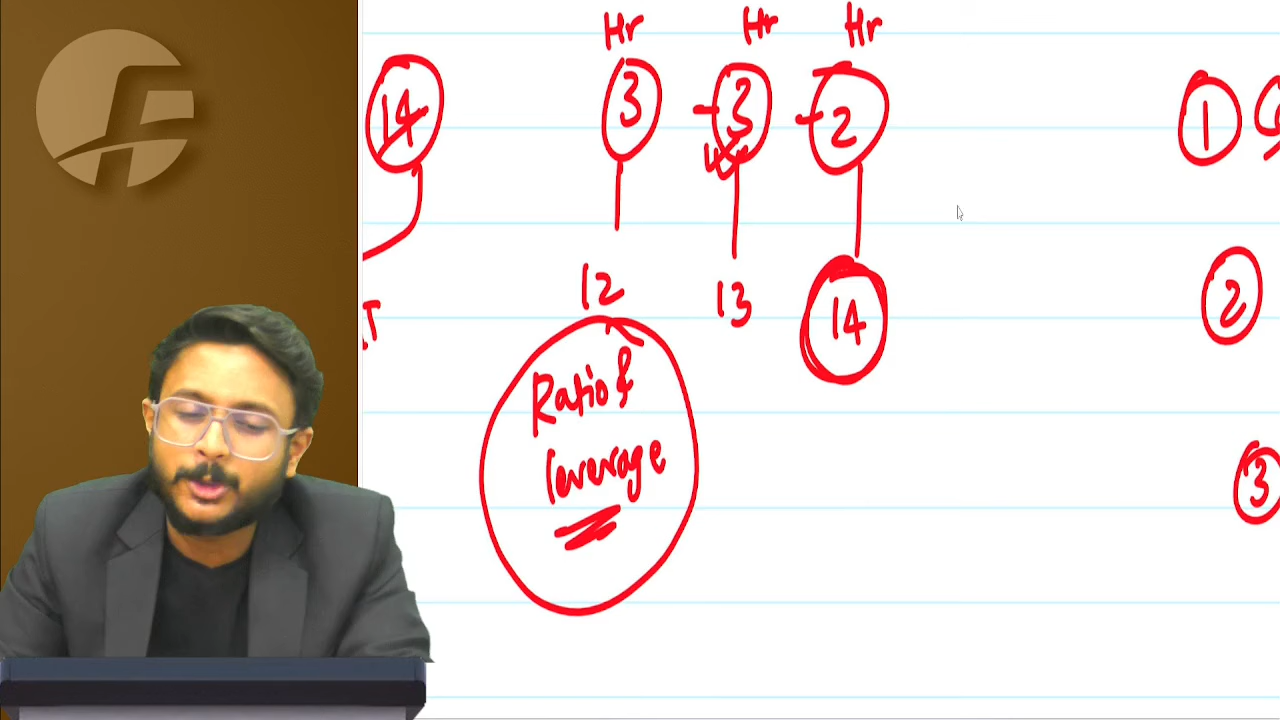 Hr Hr Hr
14 3 - 3 - 2 1
12 13 14 2
Ratio &
leverage
3